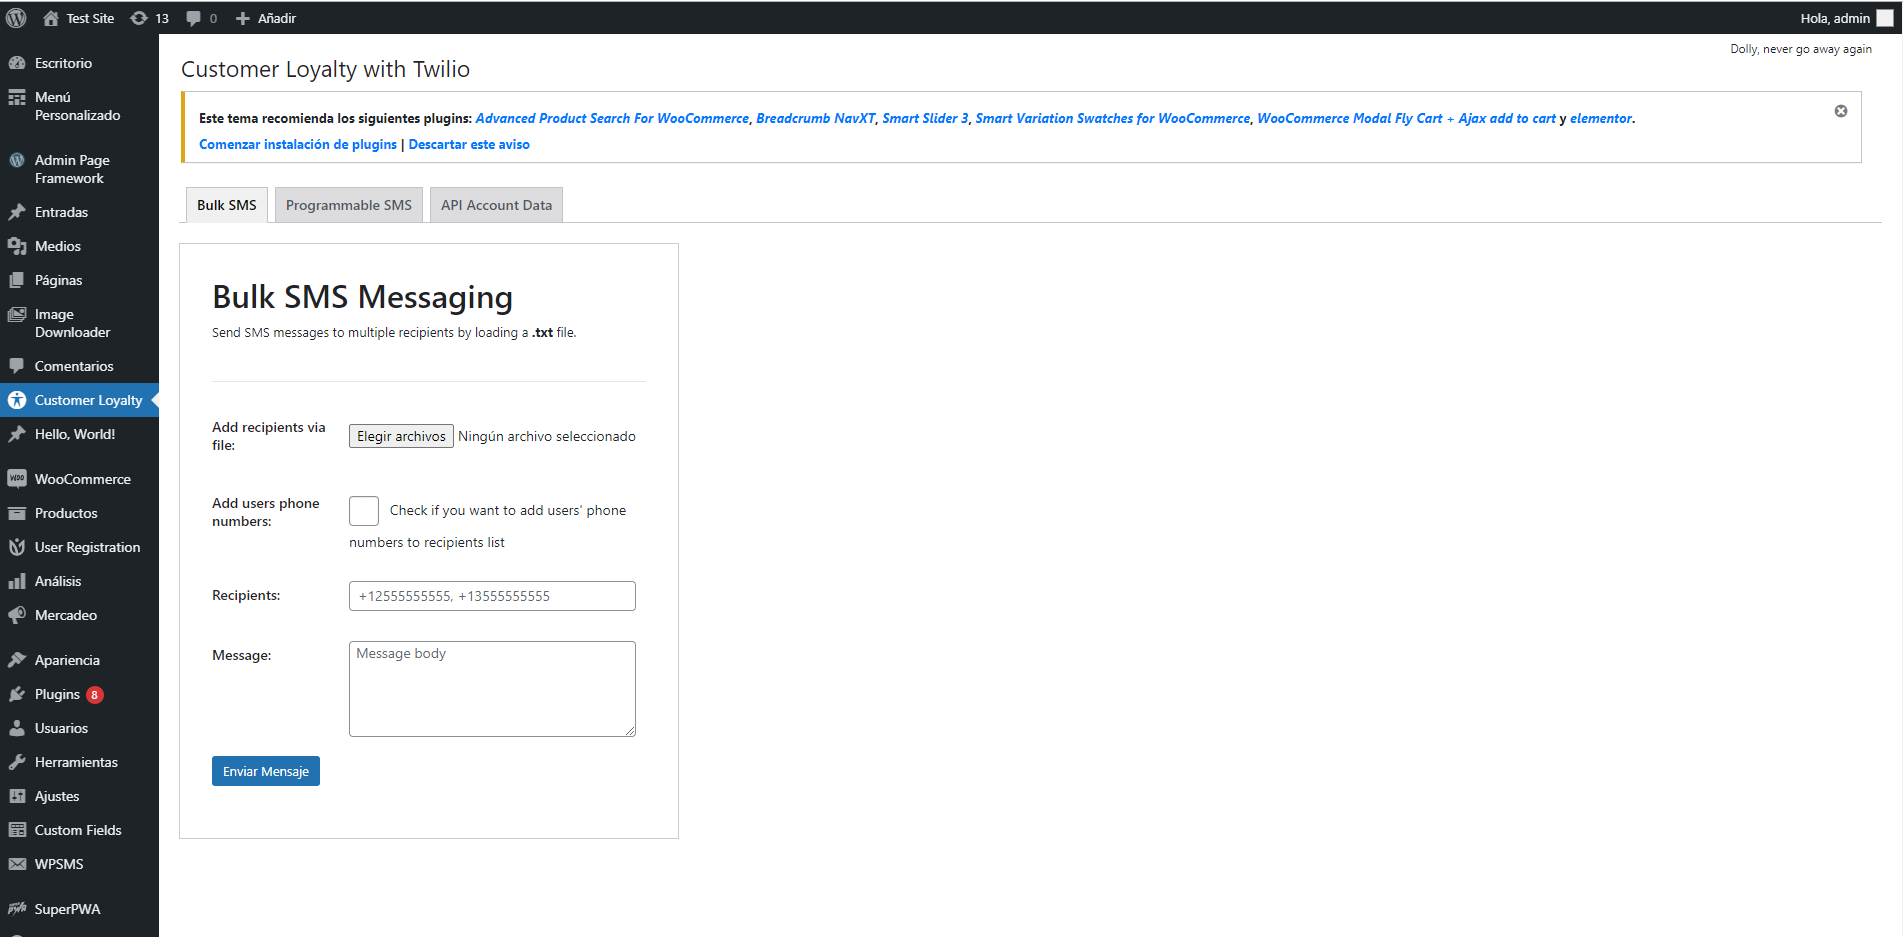 Test Site 13 0 Añadir
Hola, admin
Escritorio
Menú
Personalizado
Admin Page
Framework
Entradas
Medios
Páginas
Image
Downloader
Comentarios
Customer Loyalty
Hello, World!
WooCommerce
Productos
User Registration
Análisis
Mercadeo
Apariencia
Plugins 8
Usuarios
Herramientas
Ajustes
Custom Fields
WPSMS
SuperPWA
Dolly, never go away again
Customer Loyalty with Twilio
Este tema recomienda los siguientes plugins: Advanced Product Search For WooCommerce, Breadcrumb NavXT, Smart Slider 3, Smart Variation Swatches for WooCommerce, WooCommerce Modal Fly Cart + Ajax add to cart y elementor.
Comenzar instalación de plugins | Descartar este aviso
Bulk SMS
Programmable SMS
API Account Data
Bulk SMS Messaging
Send SMS messages to multiple recipients by loading a .txt file.
Add recipients via
file:
Elegir archivos Ningún archivo seleccionado
Add users phone
numbers:
Check if you want to add users' phone
numbers to recipients list
Recipients:
+12555555555, +13555555555
Message:
Message body
Enviar Mensaje